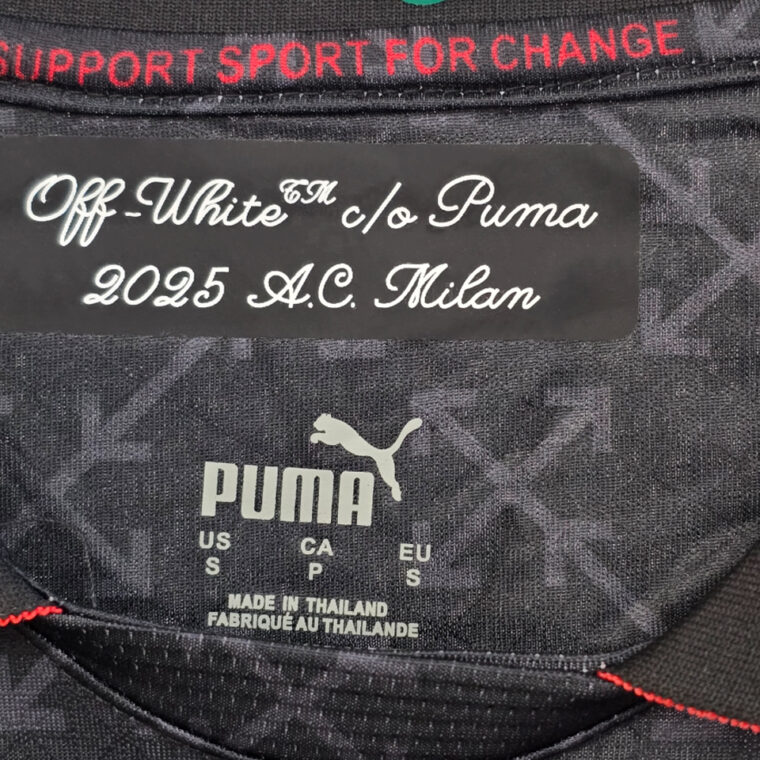 SUPPORT SPORT FOR CHANGE
Off-White™ c/o Puma
2025 A.C. Milan
PUMA
US CA EU
S P S
MADE IN THAILAND
FABRIQUÉ AU THAILANDE